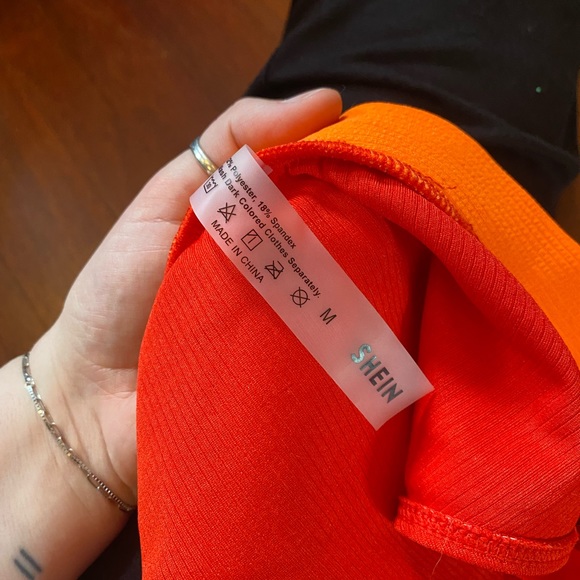 % Polyester, 18% Spandex
Dark Colored Clothes Separately.
MADE IN CHINA
M
SHEIN